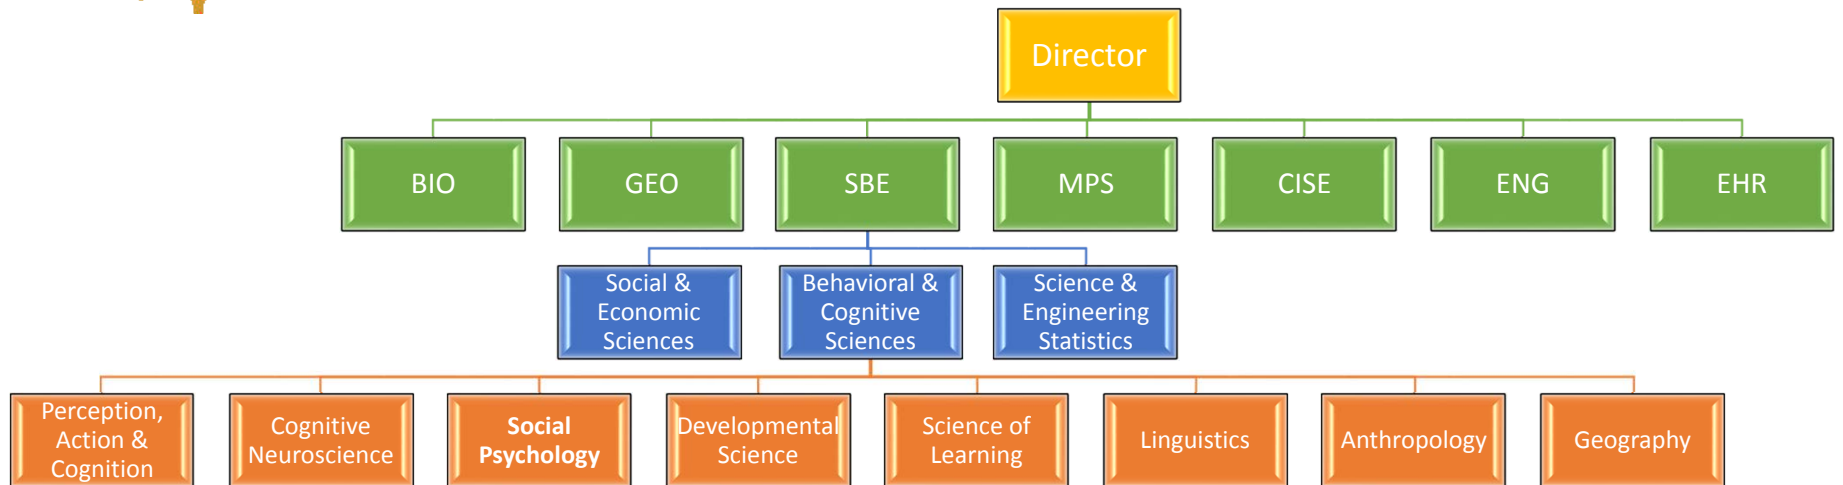 Director
BIO
GEO
SBE
MPS
CISE
ENG
EHR
Social &
Economic
Sciences
Behavioral &
Cognitive
Sciences
Science &
Engineering
Statistics
Perception,
Action &
Cognition
Cognitive
Neuroscience
Social
Psychology
Developmental
Science
Science of
Learning
Linguistics
Anthropology
Geography